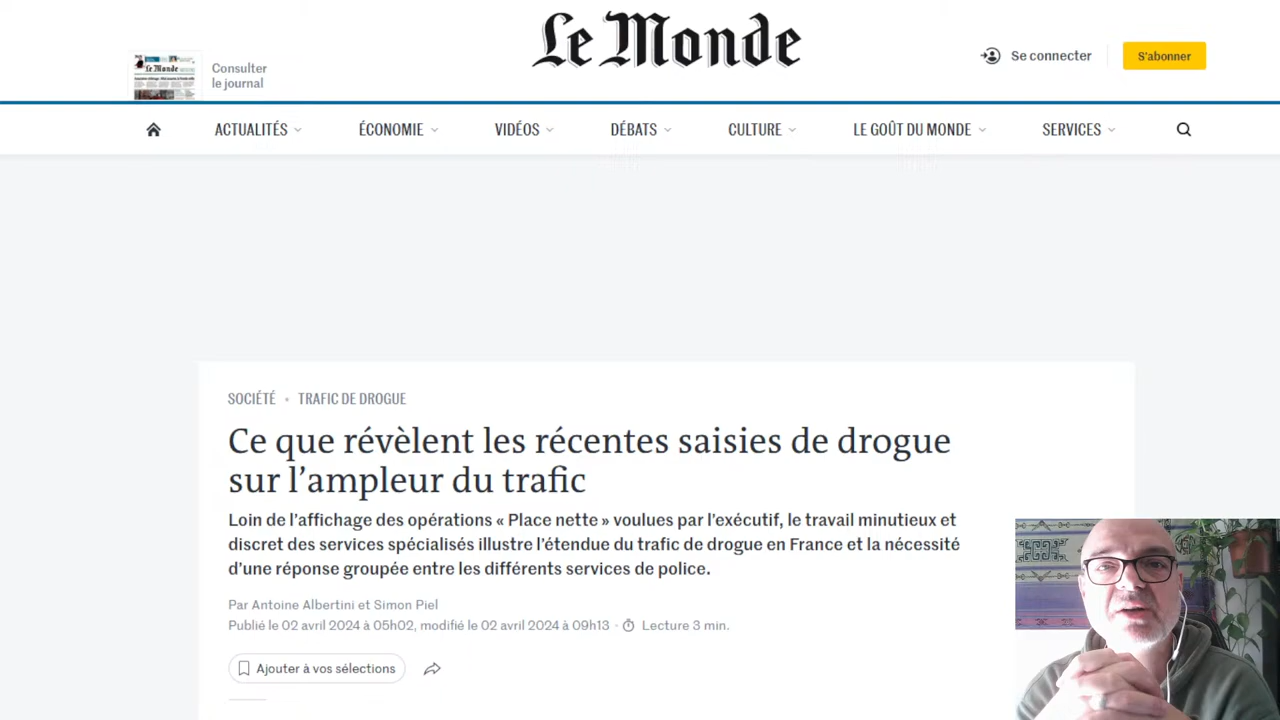 Le Monde
Consulter
le journal
Se connecter
S'abonner
ACTUALITÉS
ÉCONOMIE
VIDÉOS
DÉBATS
CULTURE
LE GOÛT DU MONDE
SERVICES
SOCIÉTÉ • TRAFIC DE DROGUE
Ce que révèlent les récentes saisies de drogue
sur l’ampleur du trafic
Loin de l’affichage des opérations « Place nette » voulues par l’exécutif, le travail minutieux et
discret des services spécialisés illustre l’étendue du trafic de drogue en France et la nécessité
d’une réponse groupée entre les différents services de police.
Par Antoine Albertini et Simon Piel
Publié le 02 avril 2024 à 05h02, modifié le 02 avril 2024 à 09h13 · Lecture 3 min.
Ajouter à vos sélections